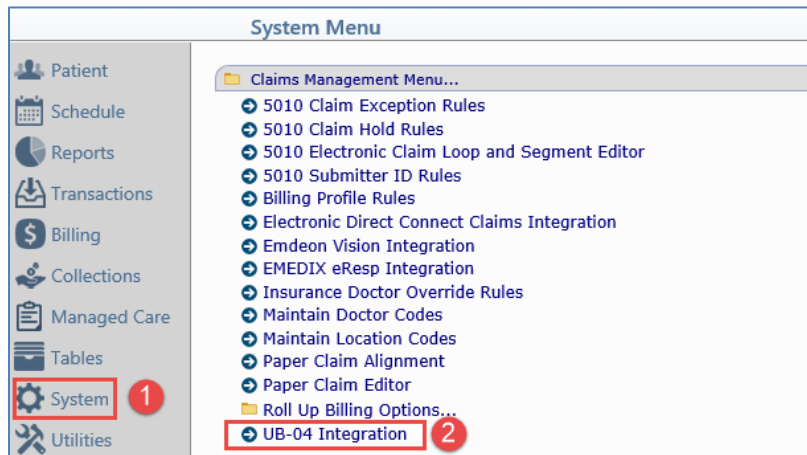 System Menu
Patient
Schedule
Reports
Transactions
$ Billing
Collections
Managed Care
Tables
System 1
Utilities
Claims Management Menu...
5010 Claim Exception Rules
5010 Claim Hold Rules
5010 Electronic Claim Loop and Segment Editor
5010 Submitter ID Rules
Billing Profile Rules
Electronic Direct Connect Claims Integration
Emdeon Vision Integration
EMEDIX eResp Integration
Insurance Doctor Override Rules
Maintain Doctor Codes
Maintain Location Codes
Paper Claim Alignment
Paper Claim Editor
Roll Up Billing Options...
UB-04 Integration 2